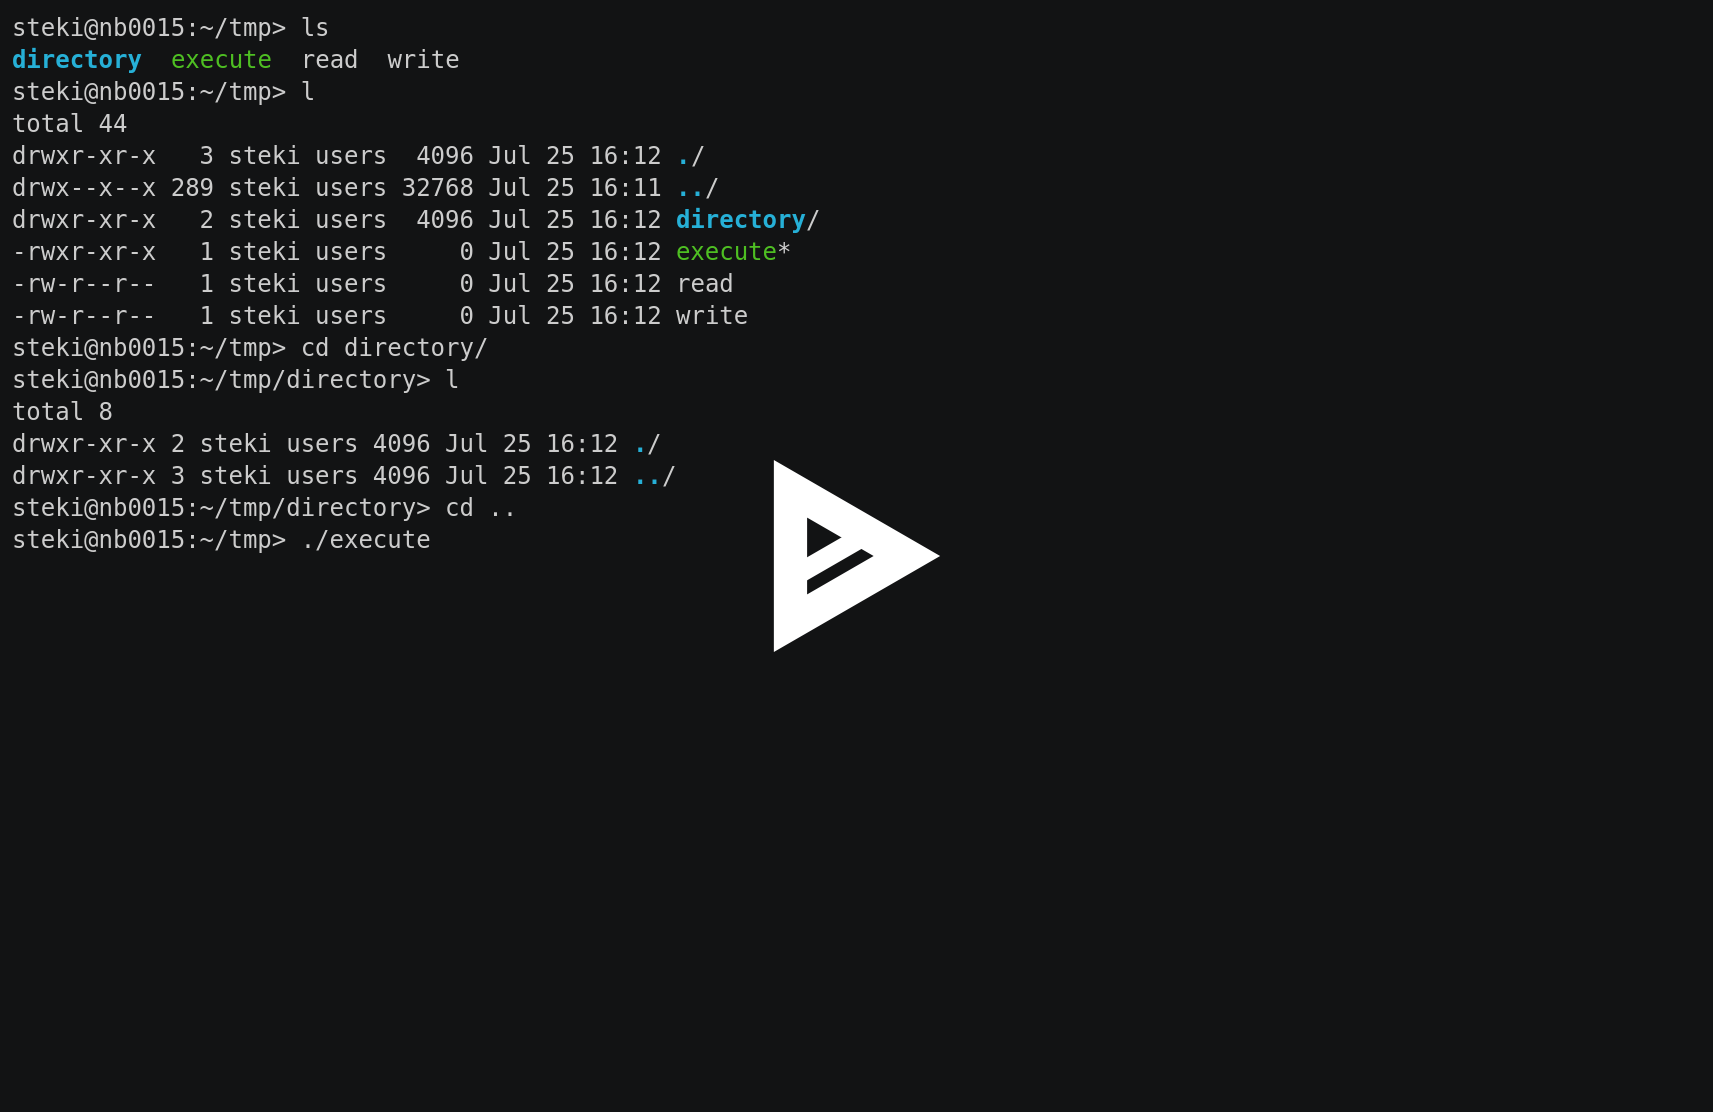 steki@nb0015:~/tmp> ls
directory  execute  read  write
steki@nb0015:~/tmp> l
total 44
drwxr-xr-x   3 steki users  4096 Jul 25 16:12 ./
drwx--x--x 289 steki users 32768 Jul 25 16:11 ../
drwxr-xr-x   2 steki users  4096 Jul 25 16:12 directory/
-rwxr-xr-x   1 steki users     0 Jul 25 16:12 execute*
-rw-r--r--   1 steki users     0 Jul 25 16:12 read
-rw-r--r--   1 steki users     0 Jul 25 16:12 write
steki@nb0015:~/tmp> cd directory/
steki@nb0015:~/tmp/directory> l
total 8
drwxr-xr-x 2 steki users 4096 Jul 25 16:12 ./
drwxr-xr-x 3 steki users 4096 Jul 25 16:12 ../
steki@nb0015:~/tmp/directory> cd ..
steki@nb0015:~/tmp> ./execute